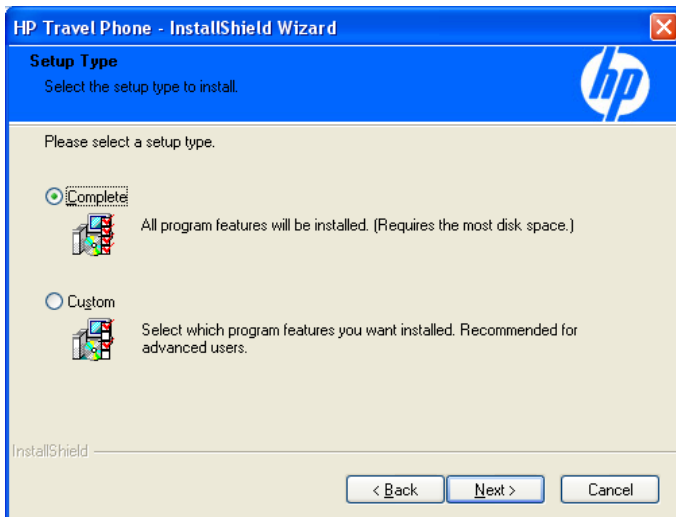 HP Travel Phone - InstallShield Wizard
Setup Type
Select the setup type to install.
hp
Please select a setup type.
Complete
All program features will be installed. (Requires the most disk space.)
Custom
Select which program features you want installed. Recommended for
advanced users.
InstallShield
< Back
Next >
Cancel